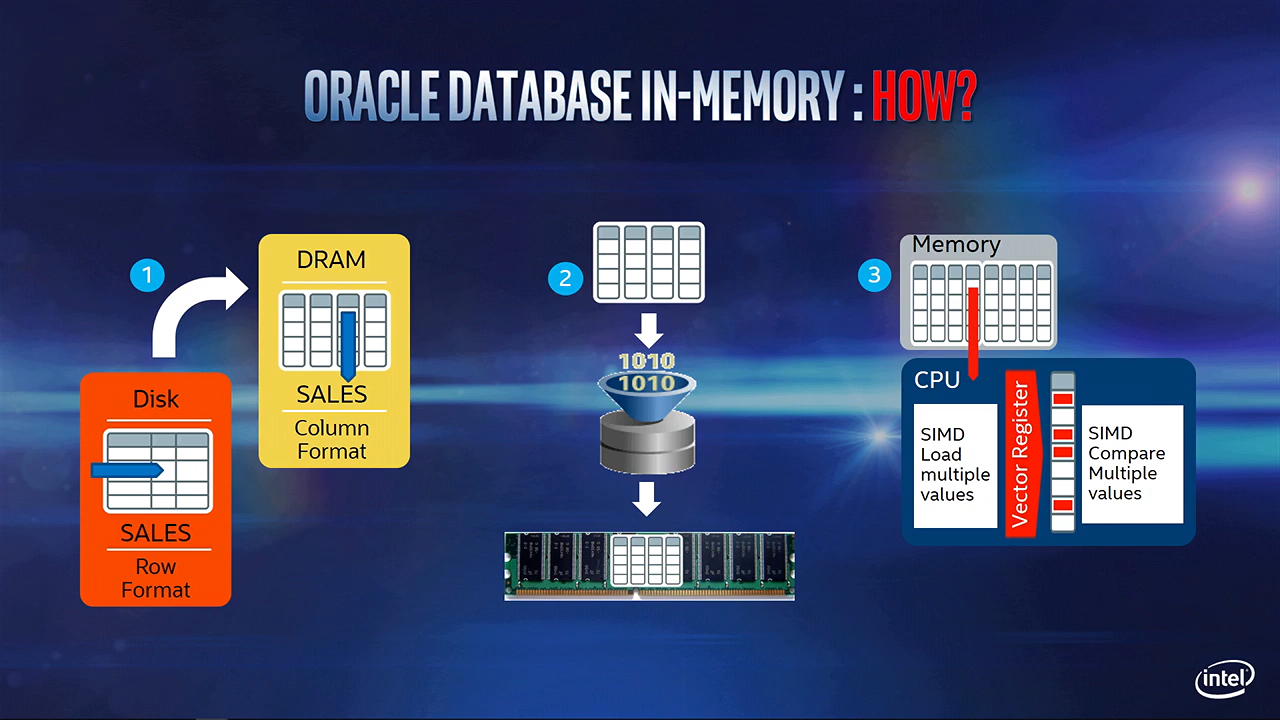 ORACLE DATABASE IN-MEMORY : HOW?
1
DRAM
SALES
Column
Format
Disk
SALES
Row
Format
2
1010
1010
3
Memory
CPU
SIMD
Load
multiple
values
Vector Register
SIMD
Compare
Multiple
values
intel